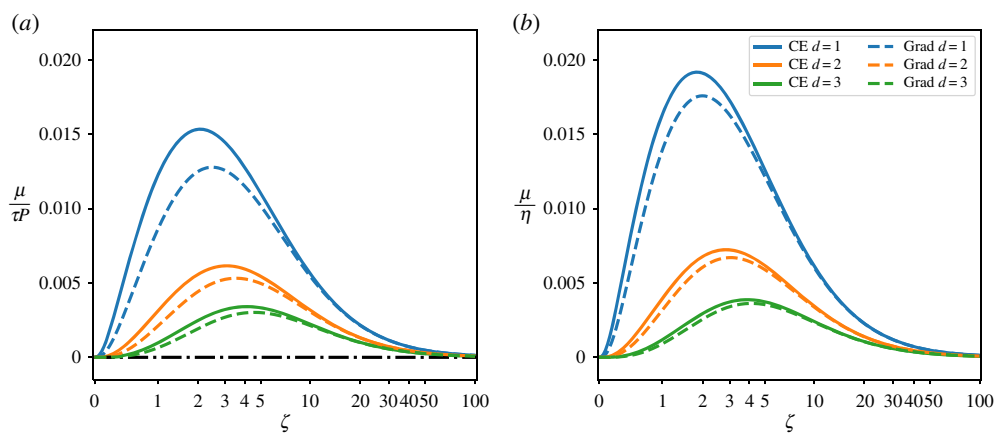 (a)
0.020
0.015
0.010
0.005
0
μ
τP
0 1 2 3 4 5 10 20 30 40 50 100
ζ
(b)
CE d = 1 Grad d = 1
CE d = 2 Grad d = 2
CE d = 3 Grad d = 3
0.020
0.015
0.010
0.005
0
μ
η
0 1 2 3 4 5 10 20 30 40 50 100
ζ